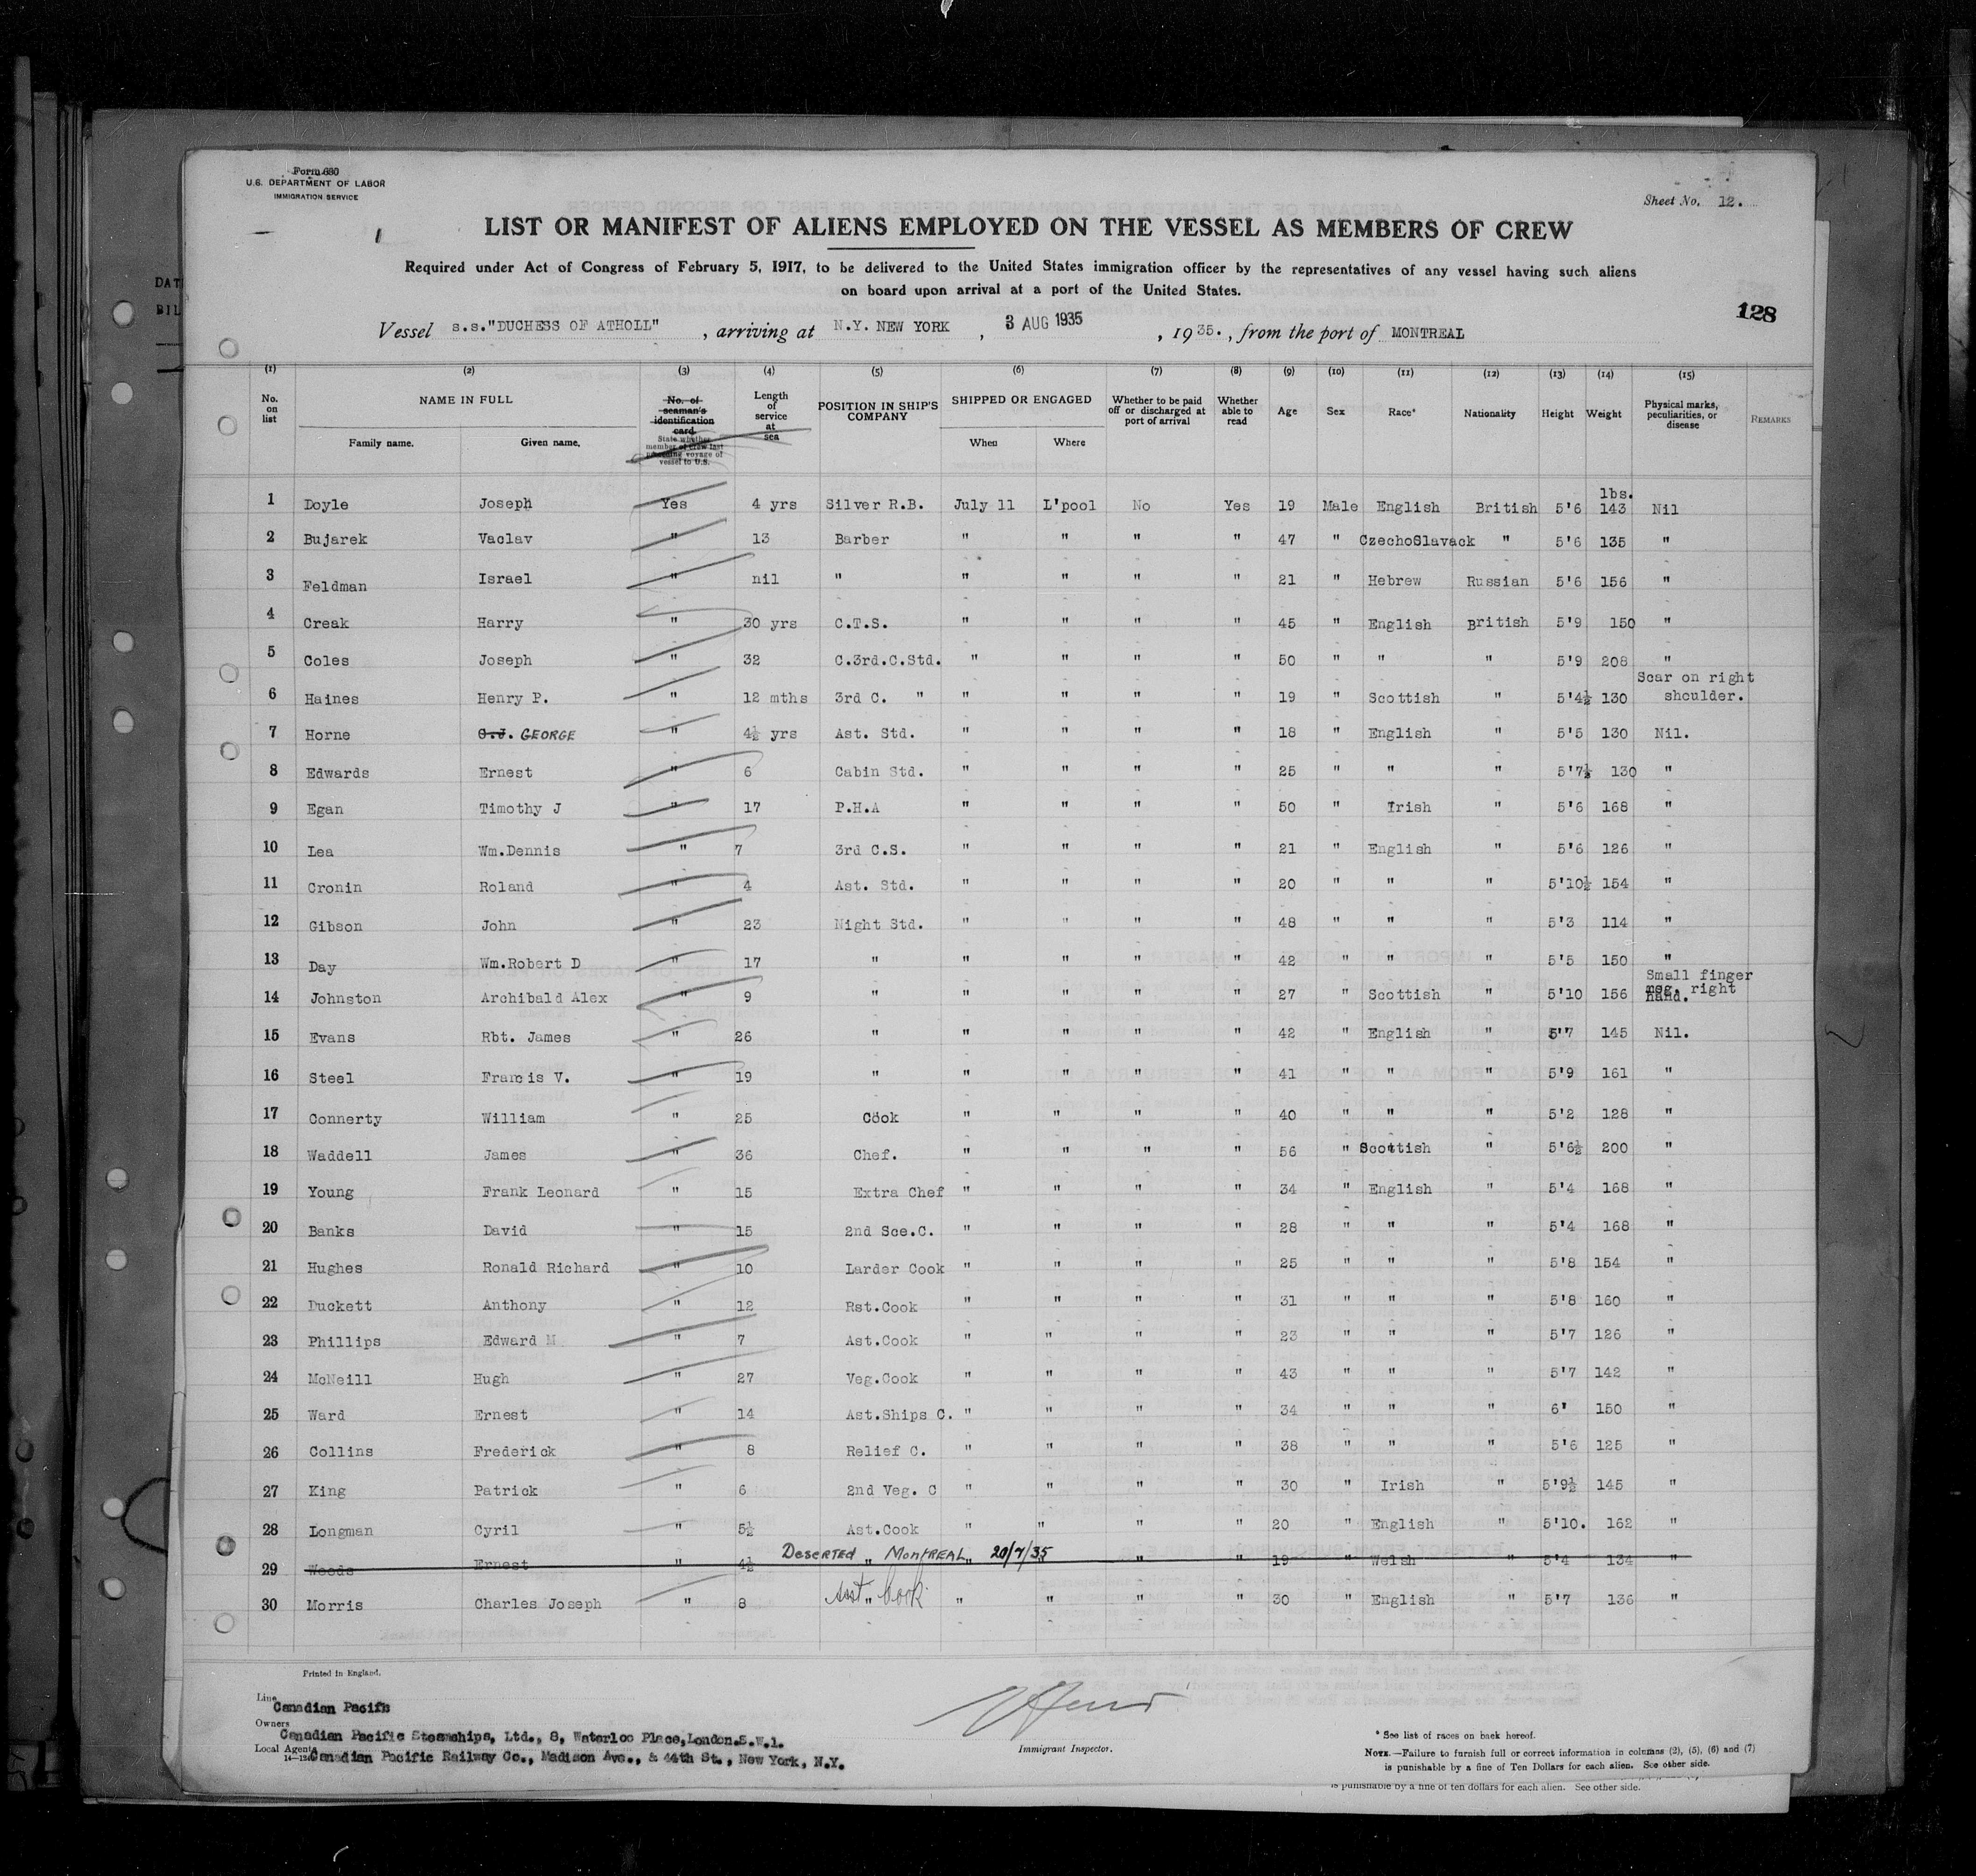 Form 680
U.S. DEPARTMENT OF LABOR
IMMIGRATION SERVICE
Sheet No. 12.
LIST OR MANIFEST OF ALIENS EMPLOYED ON THE VESSEL AS MEMBERS OF CREW
Required under Act of Congress of February 5, 1917, to be delivered to the United States immigration officer by the representatives of any vessel having such aliens
on board upon arrival at a port of the United States.
128
Vessel s.s."DUCHESS OF ATHOLL" , arriving at N.Y. NEW YORK , 3 AUG 1935 , 1935. , from the port of MONTREAL
(1) (2) (3) (4) (5) (6) (7) (8) (9) (10) (11) (12) (13) (14) (15)
No. on list NAME IN FULL Family name. Given name. No. of seaman's identification card State whether member of crew last preceding voyage of vessel to U.S. Length of service at sea POSITION IN SHIP'S COMPANY SHIPPED OR ENGAGED When Where Whether to be paid off or discharged at port of arrival Whether able to read Age Sex Race* Nationality Height Weight Physical marks, peculiarities, or disease REMARKS
1 Doyle Joseph Yes 4 yrs Silver R.B. July 11 L'pool No Yes 19 Male English British 5'6 lbs. 143 Nil
2 Bujarek Vaclav " 13 Barber " " " " 47 " CzechoSlavack " 5'6 135 "
3 Feldman Israel " nil " " " " " 21 " Hebrew Russian 5'6 156 "
4 Creak Harry " 30 yrs C.T.S. " " " " 45 " English British 5'9 150 "
5 Coles Joseph " 32 C.3rd.C.Std. " " " " 50 " " " 5'9 208 "
6 Haines Henry P. " 12 mths 3rd C. " " " " " 19 " Scottish " 5'4½ 130 Scar on right shoulder.
7 Horne G.J. GEORGE " 4½ yrs Ast. Std. " " " " 18 " English " 5'5 130 Nil.
8 Edwards Ernest " 6 Cabin Std. " " " " 25 " " " 5'7½ 130 "
9 Egan Timothy J " 17 P.H.A " " " " 50 " Irish " 5'6 168 "
10 Lea Wm.Dennis " 7 3rd C.S. " " " " 21 " English " 5'6 126 "
11 Cronin Roland " 4 Ast. Std. " " " " 20 " " " 5'10½ 154 "
12 Gibson John " 23 Night Std. " " " " 48 " " " 5'3 114 "
13 Day Wm.Robert D " 17 " " " " " 42 " " " 5'5 150 "
14 Johnston Archibald Alex " 9 " " " " " 27 " Scottish " 5'10 156 Small finger right hand.
15 Evans Rbt. James " 26 " " " " " 42 " English " 5'7 145 Nil.
16 Steel Francis V. " 19 " " " " " 41 " " " 5'9 161 "
17 Connerty William " 25 Cook " " " " 40 " " " 5'2 128 "
18 Waddell James " 36 Chef. " " " " 56 " Scottish " 5'6½ 200 "
19 Young Frank Leonard " 15 Extra Chef " " " " 34 " English " 5'4 168 "
20 Banks David " 15 2nd Sce.C. " " " " 28 " " " 5'4 168 "
21 Hughes Ronald Richard " 10 Larder Cook " " " " 25 " " " 5'8 154 "
22 Duckett Anthony " 12 Rst.Cook " " " " 31 " " " 5'8 160 "
23 Phillips Edward M " 7 Ast.Cook " " " " 23 " " " 5'7 126 "
24 McNeill Hugh " 27 Veg.Cook " " " " 43 " " " 5'7 142 "
25 Ward Ernest " 14 Ast.Ships C. " " " " 34 " " " 6' 150 "
26 Collins Frederick " 8 Relief C. " " " " 38 " " " 5'6 125 "
27 King Patrick " 6 2nd Veg. C " " " " 30 " Irish " 5'9½ 145 "
28 Longman Cyril " 5½ Ast.Cook " " " " 20 " English " 5'10. 162 "
DESERTED MONTREAL 20/7/35
29 Woods Ernest " 4½ " " " " 19 " Welsh " 5'4 134 "
30 Morris Charles Joseph " 8 Asst " Cook " " " " 30 " English " 5'7 136 "
Printed in England.
Line Canadian Pacific
Owners Canadian Pacific Steamships, Ltd., 8, Waterloo Place,London.S.W.1.
Local Agents Canadian Pacific Railway Co., Madison Ave., & 44th St., New York, N.Y.
Immigrant Inspector.
* See list of races on back hereof.
NOTE.—Failure to furnish full or correct information in columns (2), (5), (6) and (7)
is punishable by a fine of Ten Dollars for each alien. See other side.
is punishable by a fine of ten dollars for each alien. See other side.